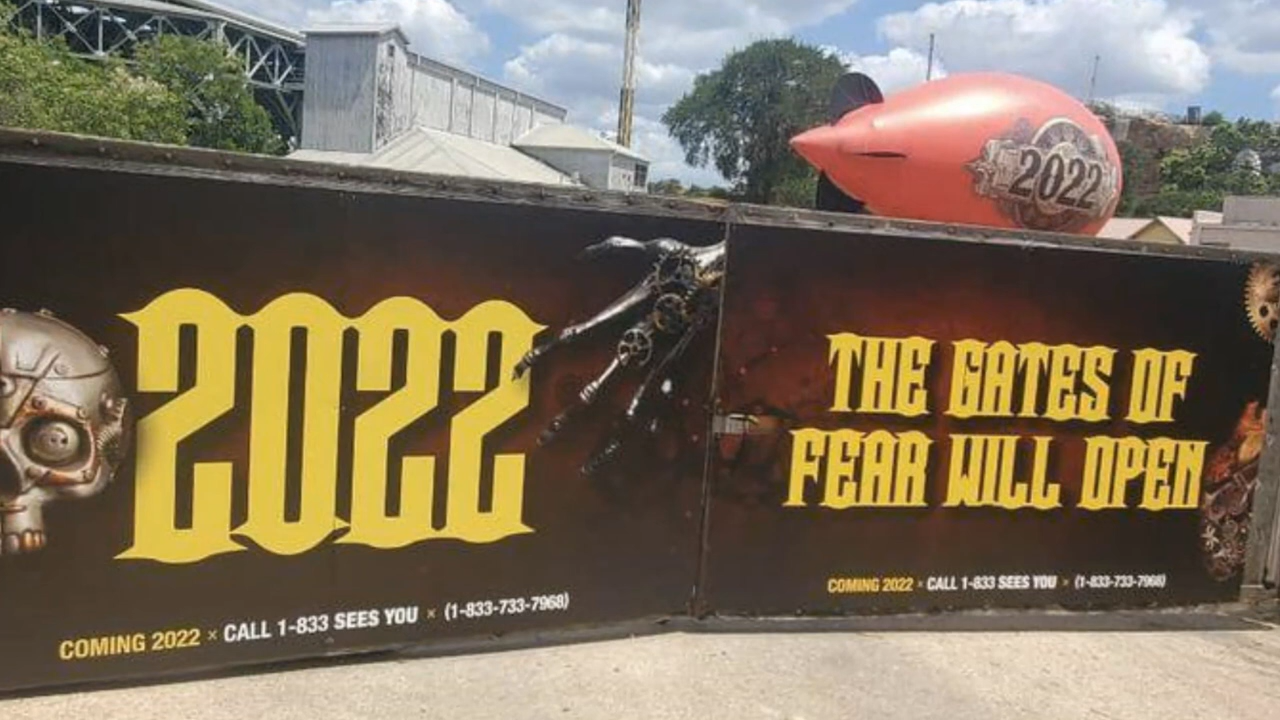 2022
2022
THE GATES OF
FEAR WILL OPEN
COMING 2022 × CALL 1-833 SEES YOU × (1-833-733-7968)
COMING 2022 × CALL 1-833 SEES YOU × (1-833-733-7968)